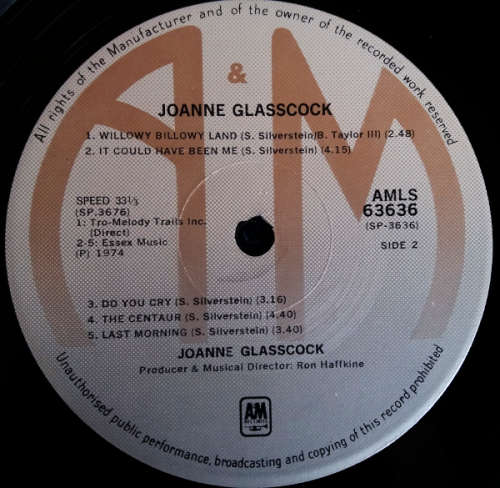 All rights of the Manufacturer and of the owner of the recorded work reserved
&
JOANNE GLASSCOCK
1. WILLOWY BILLOWY LAND (S. Silverstein/B. Taylor III) (2.48)
2. IT COULD HAVE BEEN ME (S. Silverstein) (4.15)
SPEED 33⅓
(SP.3676)
1: Tro-Melody Trails Inc.
(Direct)
2-5: Essex Music
(P) 1974
AMLS
63636
(SP-3636)
SIDE 2
3. DO YOU CRY (S. Silverstein) (3.16)
4. THE CENTAUR (S. Silverstein) (4.40)
5. LAST MORNING (S. Silverstein) (3.40)
JOANNE GLASSCOCK
Producer & Musical Director: Ron Haffkine
AM
RECORDS
Unauthorised public performance, broadcasting and copying of this record prohibited